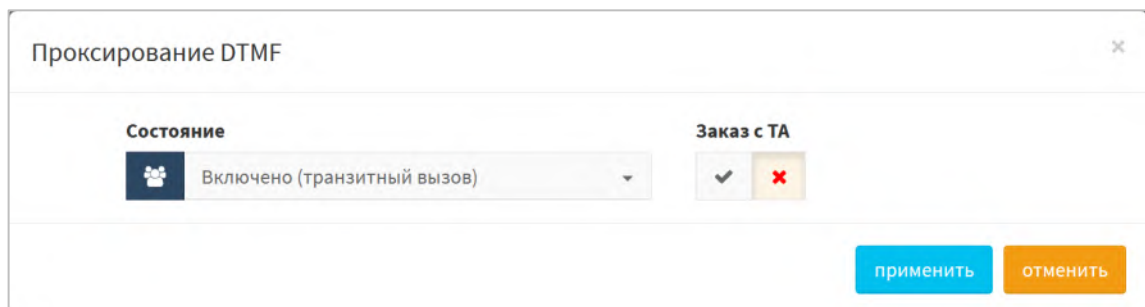 Проксирование DTMF
Состояние
Заказ с ТА
Включено (транзитный вызов)
применить
отменить